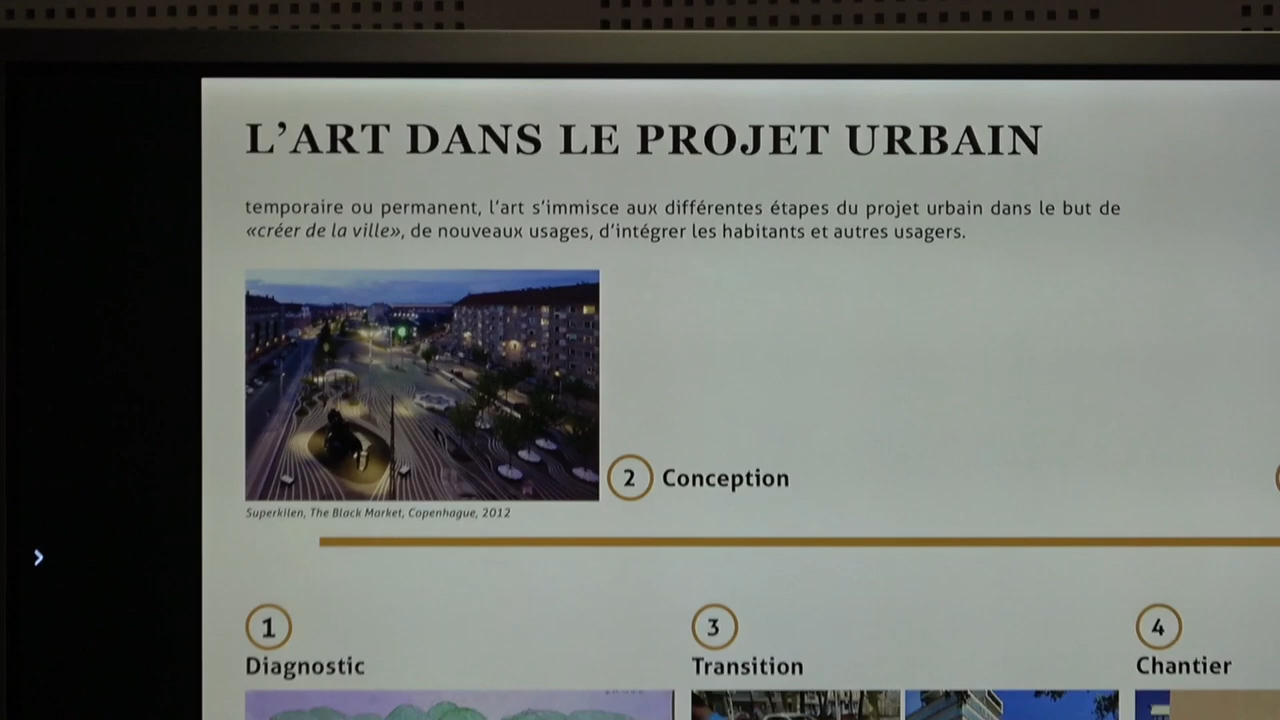 L'ART DANS LE PROJET URBAIN
temporaire ou permanent, l'art s'immisce aux différentes étapes du projet urbain dans le but de
«créer de la ville», de nouveaux usages, d'intégrer les habitants et autres usagers.
2 Conception
Superkilen, The Black Market, Copenhague, 2012
1
Diagnostic
3
Transition
4
Chantier